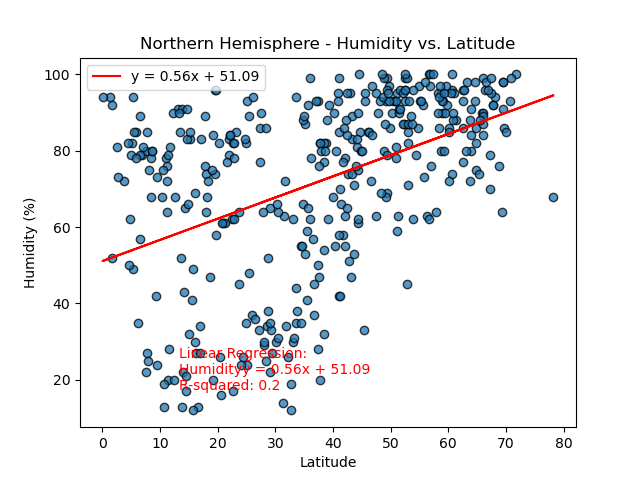 Northern Hemisphere - Humidity vs. Latitude
y = 0.56x + 51.09
100
80
60
40
20
Humidity (%)
Linear Regression:
Humidityy = 0.56x + 51.09
R-squared: 0.2
0
10
20
30
40
50
60
70
80
Latitude